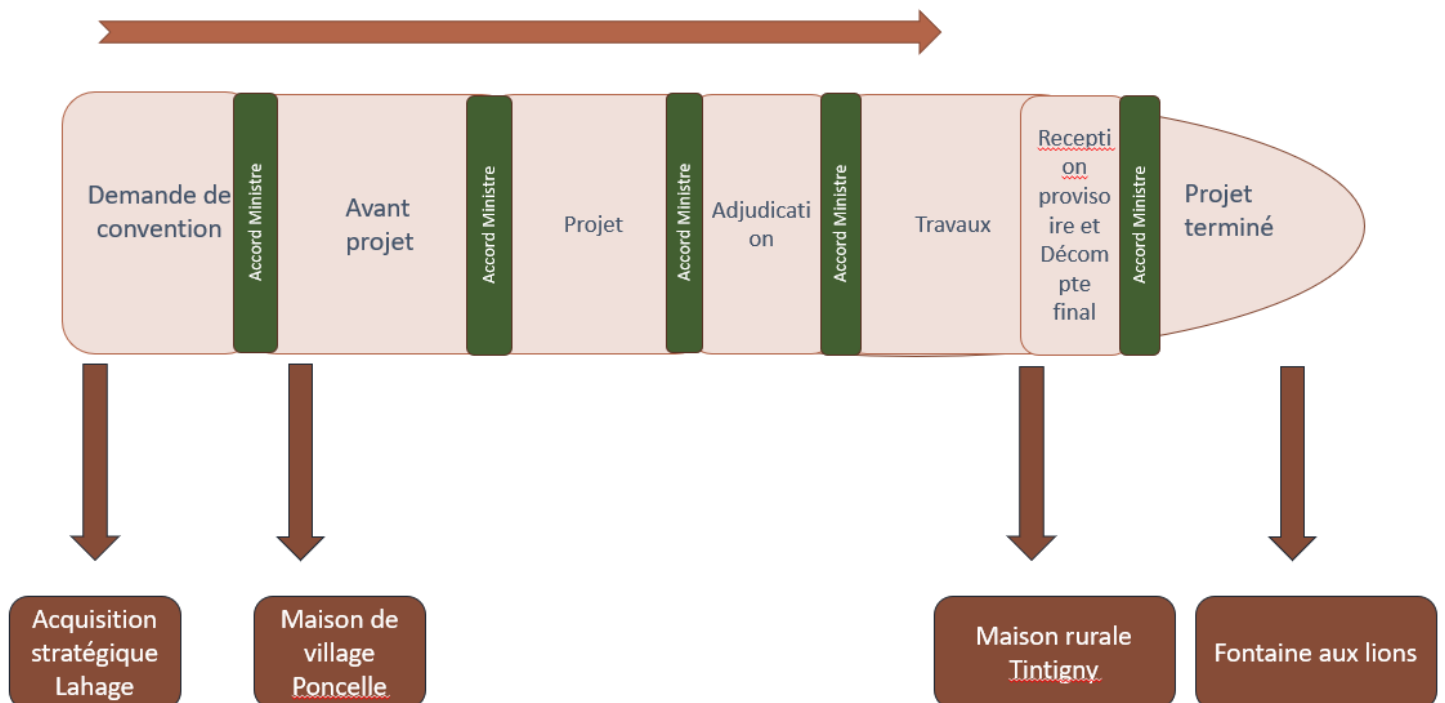 Demande de
convention
Accord Ministre
Avant
projet
Accord Ministre
Projet
Accord Ministre
Adjudicati
on
Accord Ministre
Travaux
Recepti
on
proviso
ire et
Décom
pte
final
Accord Ministre
Projet
terminé
Acquisition
stratégique
Lahage
Maison de
village
Poncelle
Maison rurale
Tintigny
Fontaine aux lions